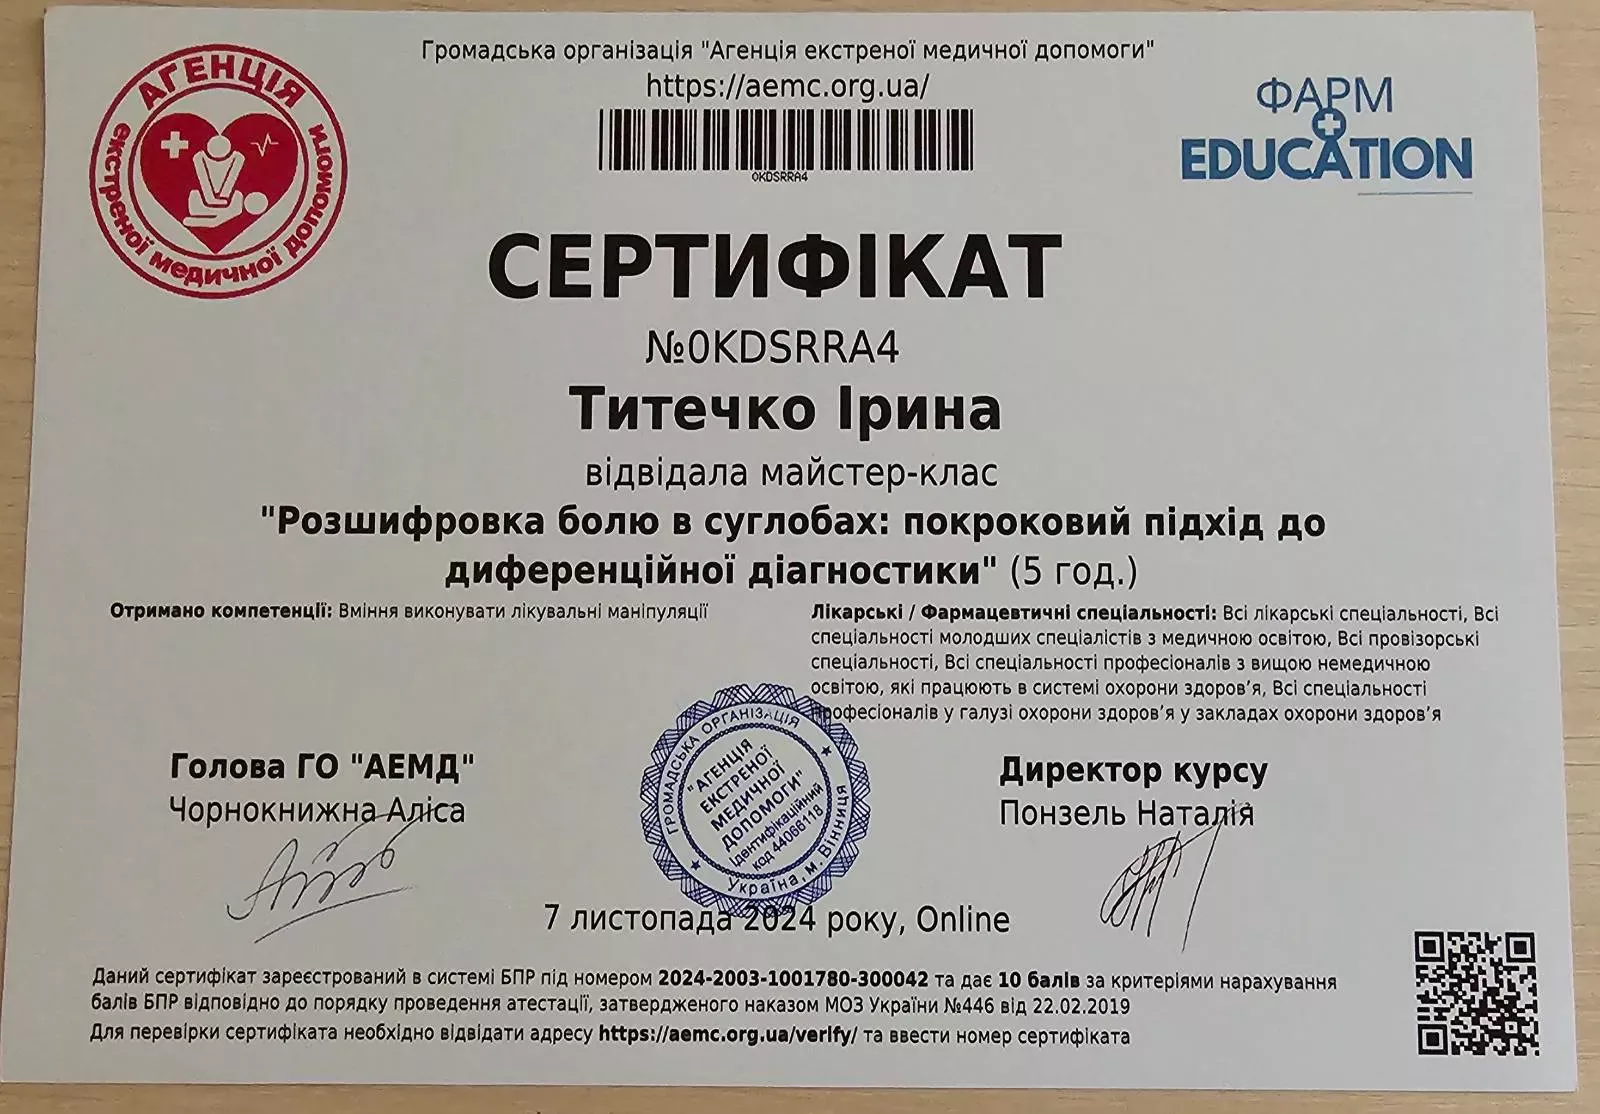 Громадська організація "Агенція екстреної медичної допомоги"
https://aemc.org.ua/
0KDSRRA4
АГЕНЦІЯ
екстреної медичної допомоги
ФАРМ
EDUCATION
СЕРТИФІКАТ
№0KDSRRA4
Титечко Ірина
відвідала майстер-клас
"Розшифровка болю в суглобах: покроковий підхід до
диференційної діагностики" (5 год.)
Отримано компетенції: Вміння виконувати лікувальні маніпуляції
Лікарські / Фармацевтичні спеціальності: Всі лікарські спеціальності, Всі
спеціальності молодших спеціалістів з медичною освітою, Всі провізорські
спеціальності, Всі спеціальності професіоналів з вищою немедичною
освітою, які працюють в системі охорони здоров’я, Всі спеціальності
професіоналів у галузі охорони здоров’я у закладах охорони здоров’я
Голова ГО "АЕМД"
Чорнокнижна Аліса
ГРОМАДСЬКА ОРГАНІЗАЦІЯ
"АГЕНЦІЯ
ЕКСТРЕНОЇ
МЕДИЧНОЇ
ДОПОМОГИ"
Ідентифікаційний
код 44066118
Україна, м. Вінниця
Директор курсу
Понзель Наталія
7 листопада 2024 року, Online
Даний сертифікат зареєстрований в системі БПР під номером 2024-2003-1001780-300042 та дає 10 балів за критеріями нарахування
балів БПР відповідно до порядку проведення атестації, затвердженого наказом МОЗ України №446 від 22.02.2019
Для перевірки сертифіката необхідно відвідати адресу https://aemc.org.ua/verify/ та ввести номер сертифіката